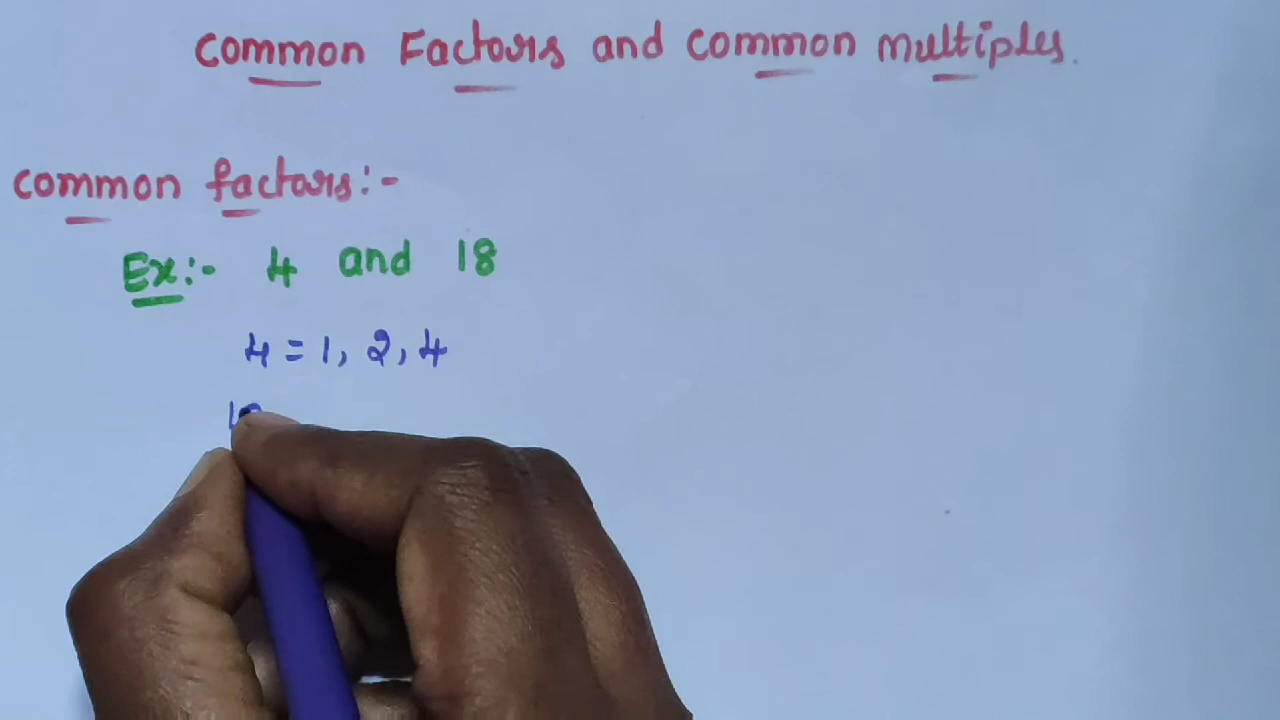 Common Factors and common multiples.
common factors:-
Ex:- 4 and 18
4 = 1, 2, 4